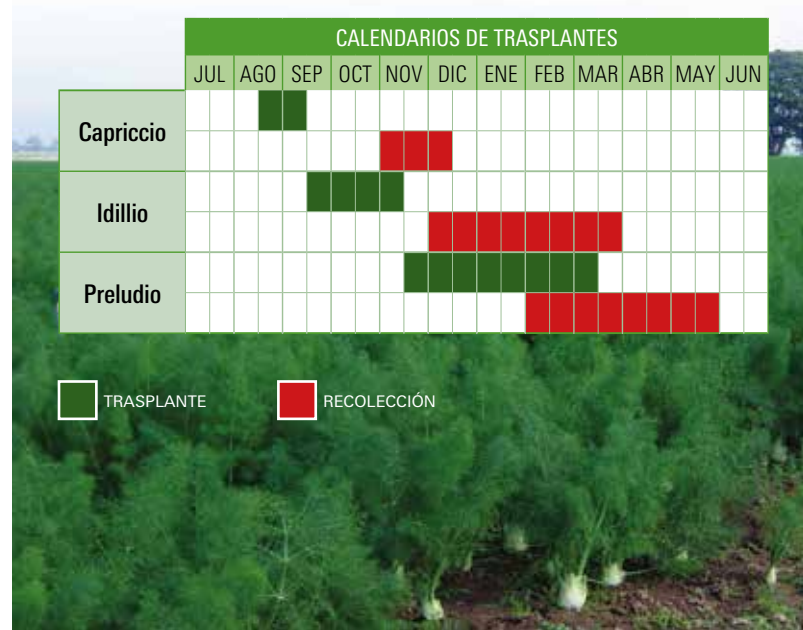 CALENDARIOS DE TRASPLANTES
JUL AGO SEP OCT NOV DIC ENE FEB MAR ABR MAY JUN
Capriccio
Idillio
Preludio
TRASPLANTE RECOLECCIÓN